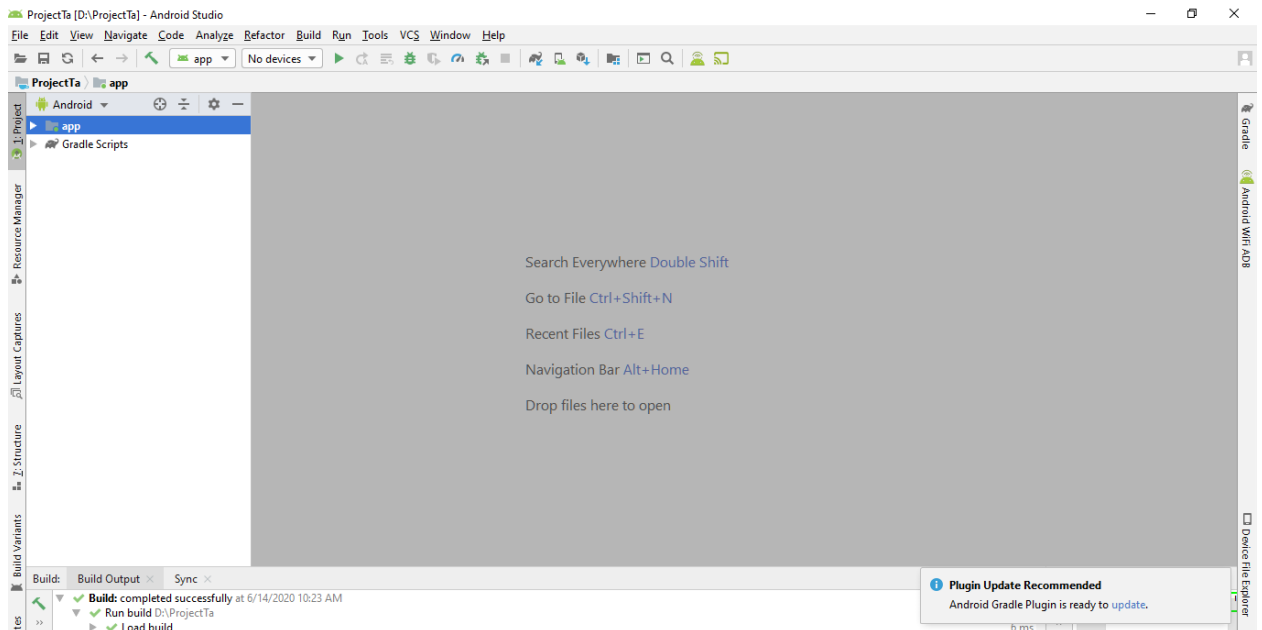 ProjectTa [D:\ProjectTa] - Android Studio
File Edit View Navigate Code Analyze Refactor Build Run Tools VCS Window Help
app No devices
ProjectTa app
Android
app
Gradle Scripts
1: Project
Resource Manager
Layout Captures
7: Structure
Build Variants
Search Everywhere Double Shift
Go to File Ctrl+Shift+N
Recent Files Ctrl+E
Navigation Bar Alt+Home
Drop files here to open
Gradle
Android WiFi ADB
Device File Explorer
Build: Build Output Sync
Build: completed successfully at 6/14/2020 10:23 AM
Run build D:\ProjectTa
Load build
Plugin Update Recommended
Android Gradle Plugin is ready to update.